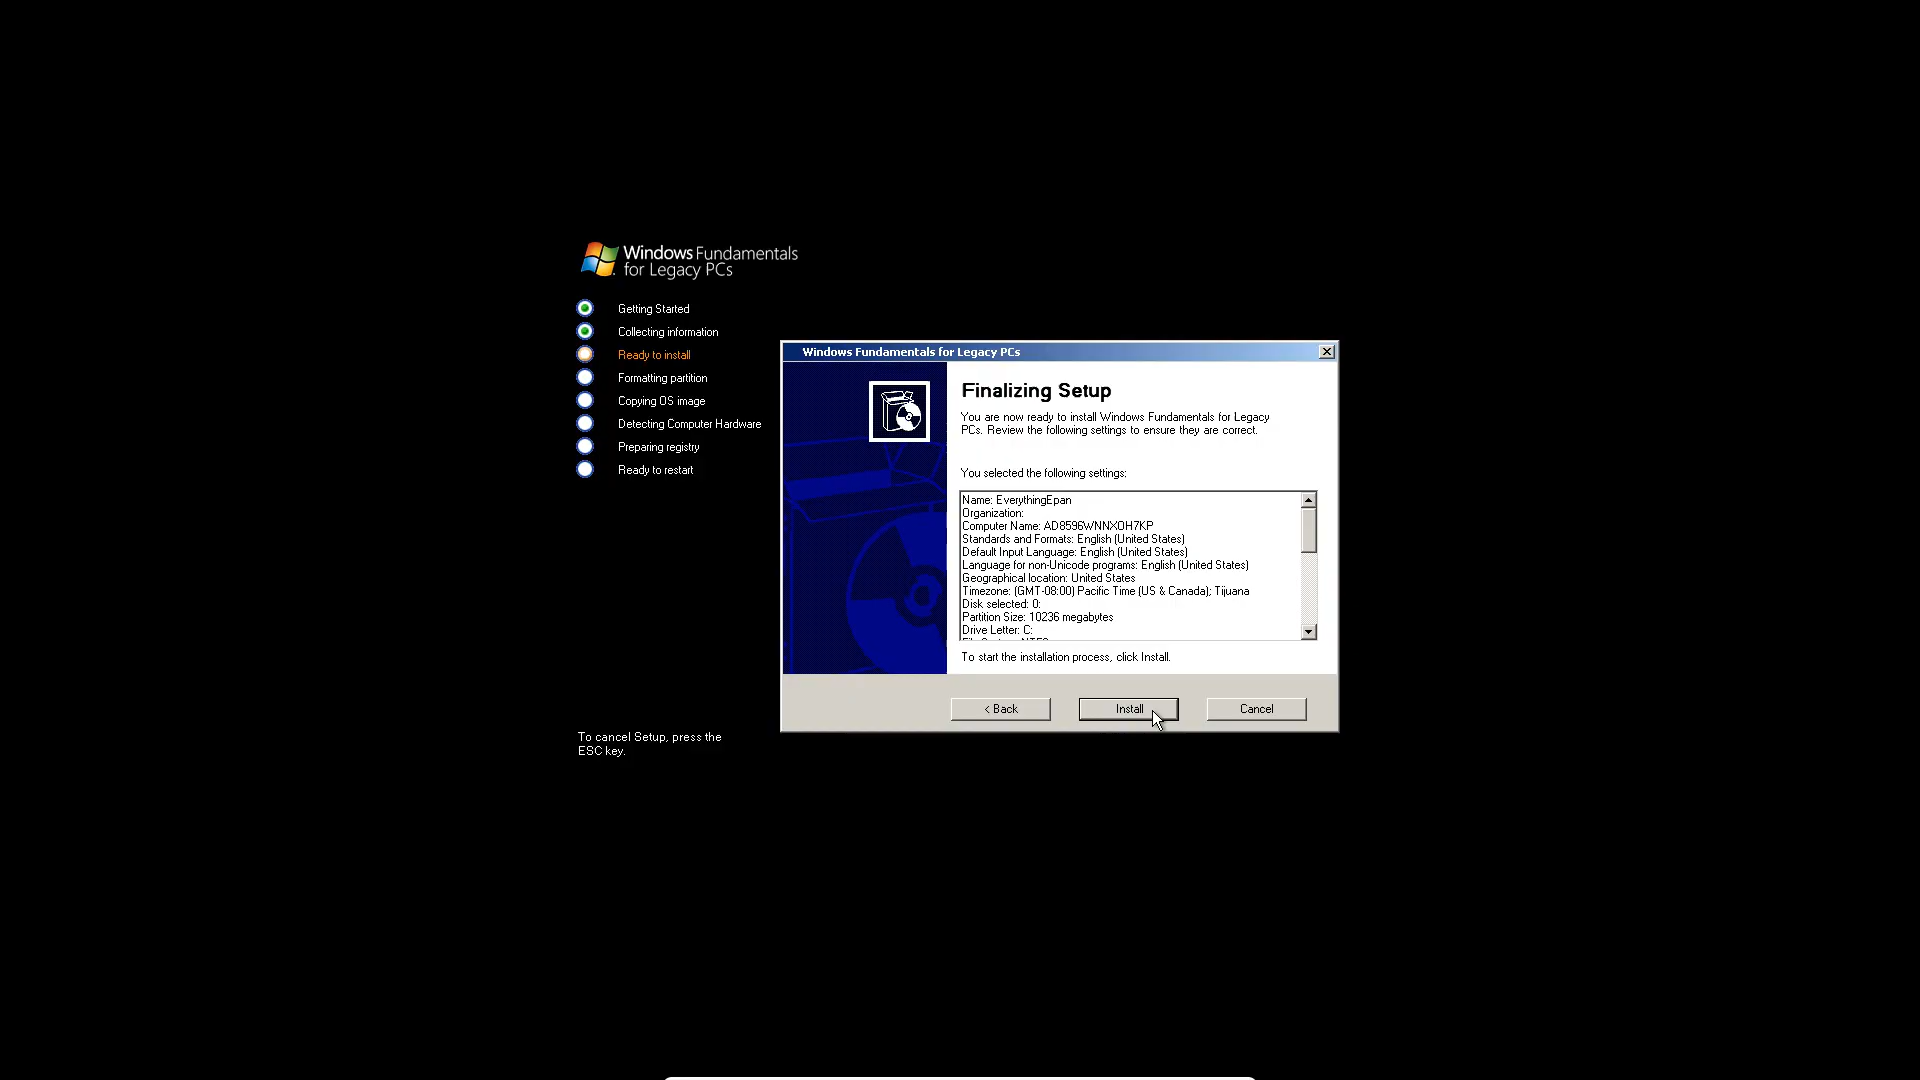 Windows Fundamentals
for Legacy PCs
Getting Started
Collecting information
Ready to install
Formatting partition
Copying OS image
Detecting Computer Hardware
Preparing registry
Ready to restart
To cancel Setup, press the
ESC key.
Windows Fundamentals for Legacy PCs
Finalizing Setup
You are now ready to install Windows Fundamentals for Legacy
PCs. Review the following settings to ensure they are correct.
You selected the following settings:
Name: EverythingEpan
Organization:
Computer Name: AD8596WNNXOH7KP
Standards and Formats: English (United States)
Default Input Language: English (United States)
Language for non-Unicode programs: English (United States)
Geographical location: United States
Timezone: (GMT-08:00) Pacific Time (US & Canada); Tijuana
Disk selected: 0:
Partition Size: 10236 megabytes
Drive Letter: C:
To start the installation process, click Install.
< Back
Install
Cancel